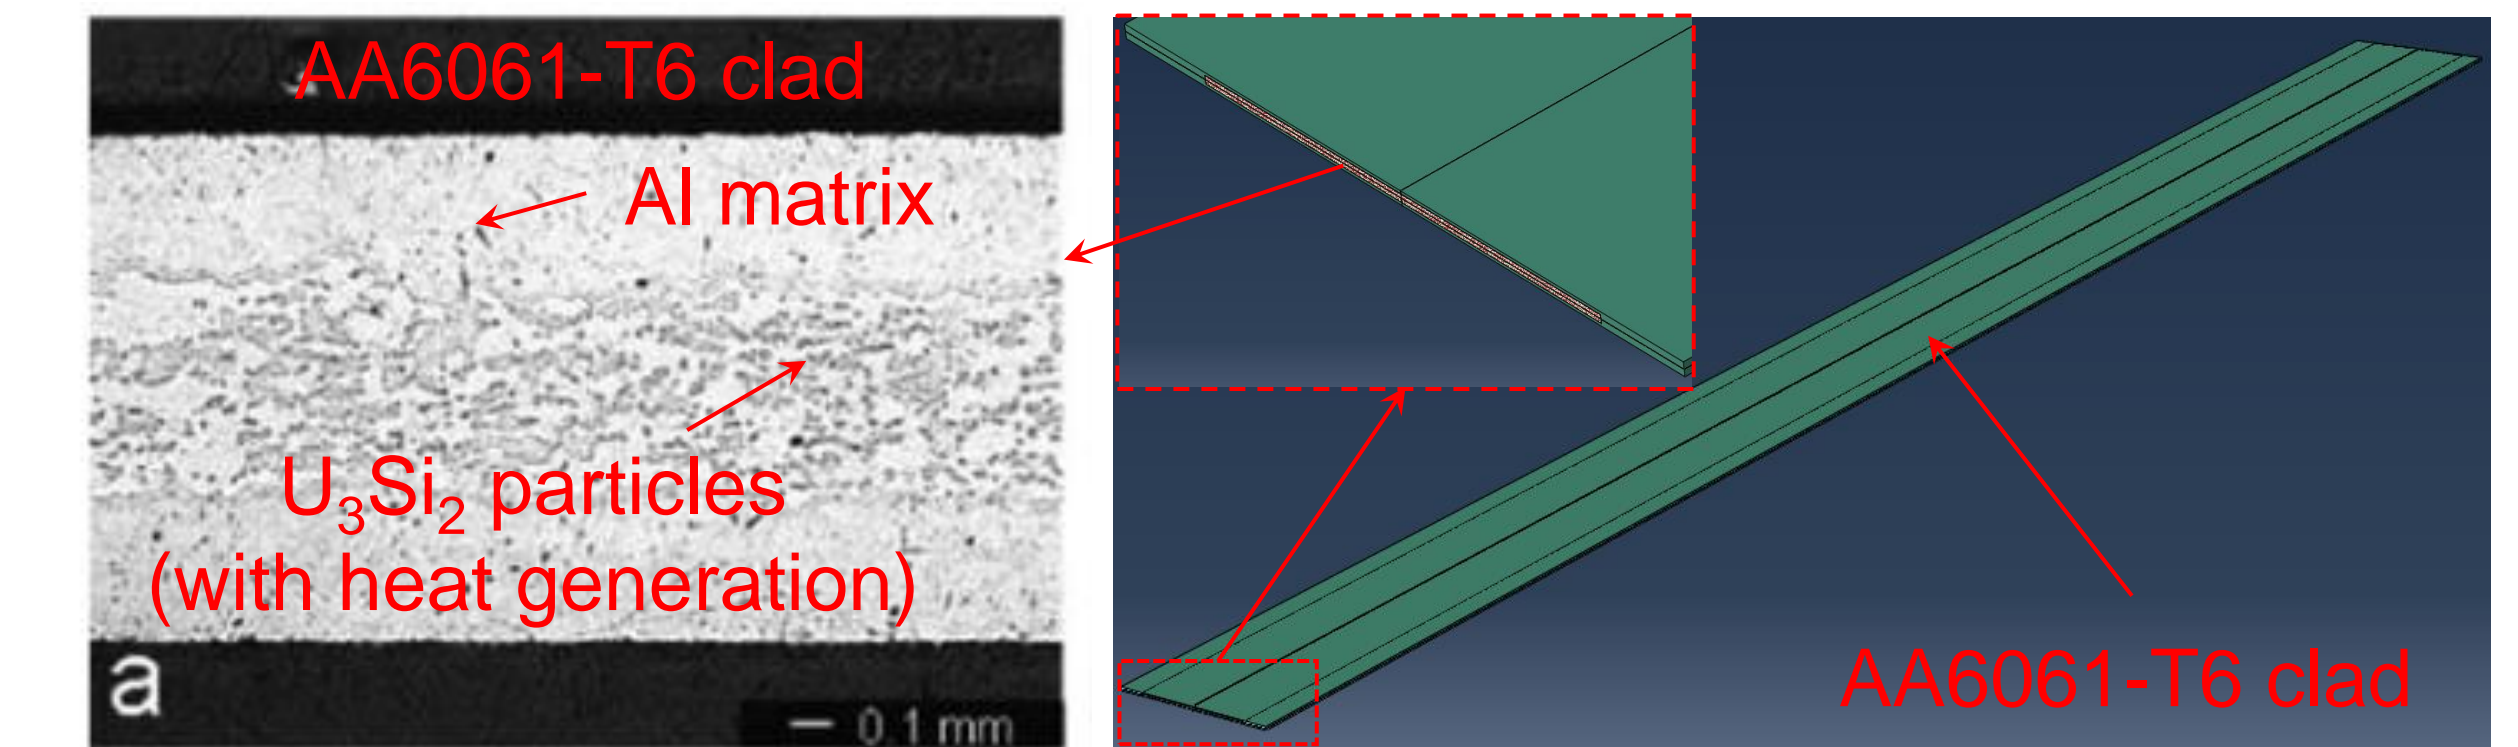 AA6061-T6 clad
Al matrix
U₃Si₂ particles
(with heat generation)
a
0.1 mm
AA6061-T6 clad